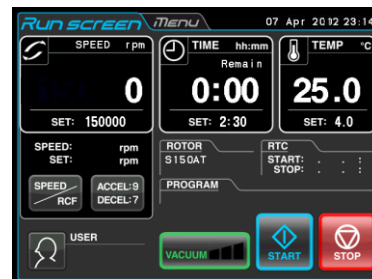 Run screen MENU 07 Apr 2012 23:14
SPEED rpm
0
SET: 150000
TIME hh:mm
Remain
0:00
SET: 2:30
TEMP °C
25.0
SET: 4.0
SPEED: rpm
SET: rpm
SPEED
RCF
ACCEL:9
DECEL:7
ROTOR
S150AT
PROGRAM
RTC
START: . . :
STOP: . . :
USER
VACUUM
START
STOP